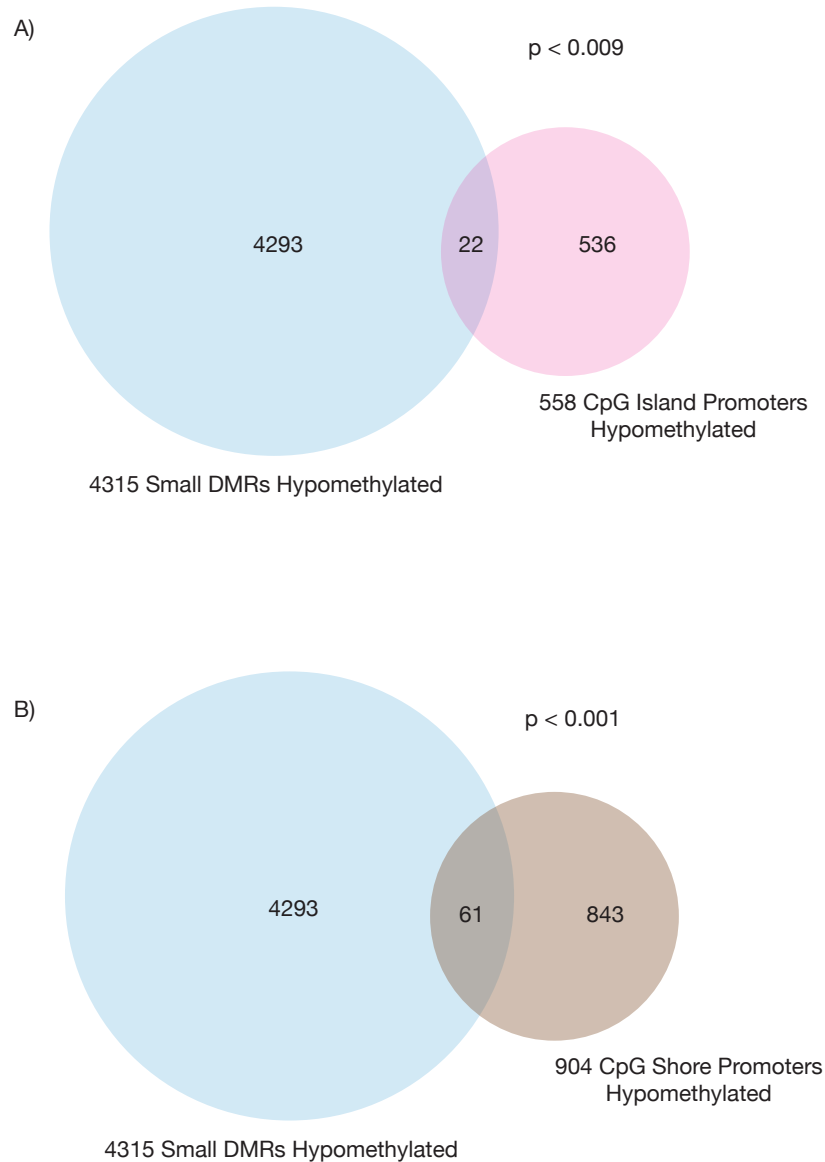 A)
p < 0.009
4293
22
536
558 CpG Island Promoters
Hypomethylated
4315 Small DMRs Hypomethylated
B)
p < 0.001
4293
61
843
904 CpG Shore Promoters
Hypomethylated
4315 Small DMRs Hypomethylated